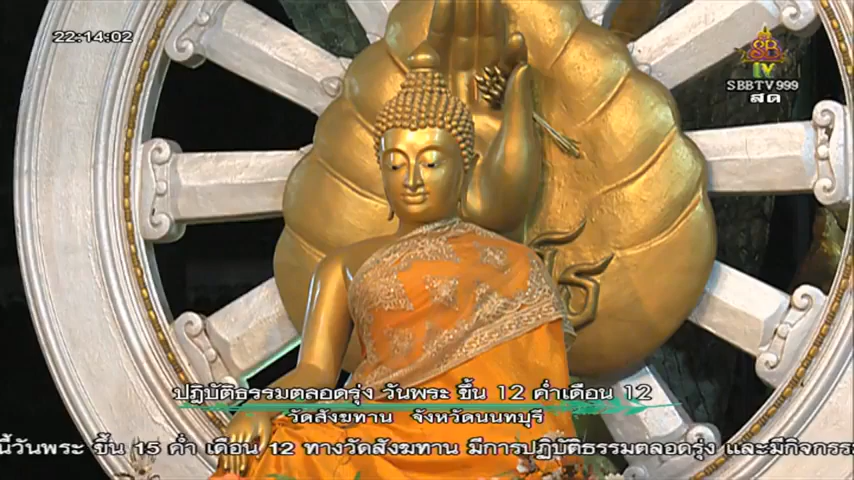 22:14:02
SBB
TV
SBBTV999
สด
ปฏิบัติธรรมตลอดรุ่ง วันพระ ขึ้น 12 ค่ำเดือน 12
วัดสังฆทาน จังหวัดนนทบุรี
นี้วันพระ ขึ้น 15 ค่ำ เดือน 12 ทางวัดสังฆทาน มีการปฏิบัติธรรมตลอดรุ่ง และมีกิจกรรม